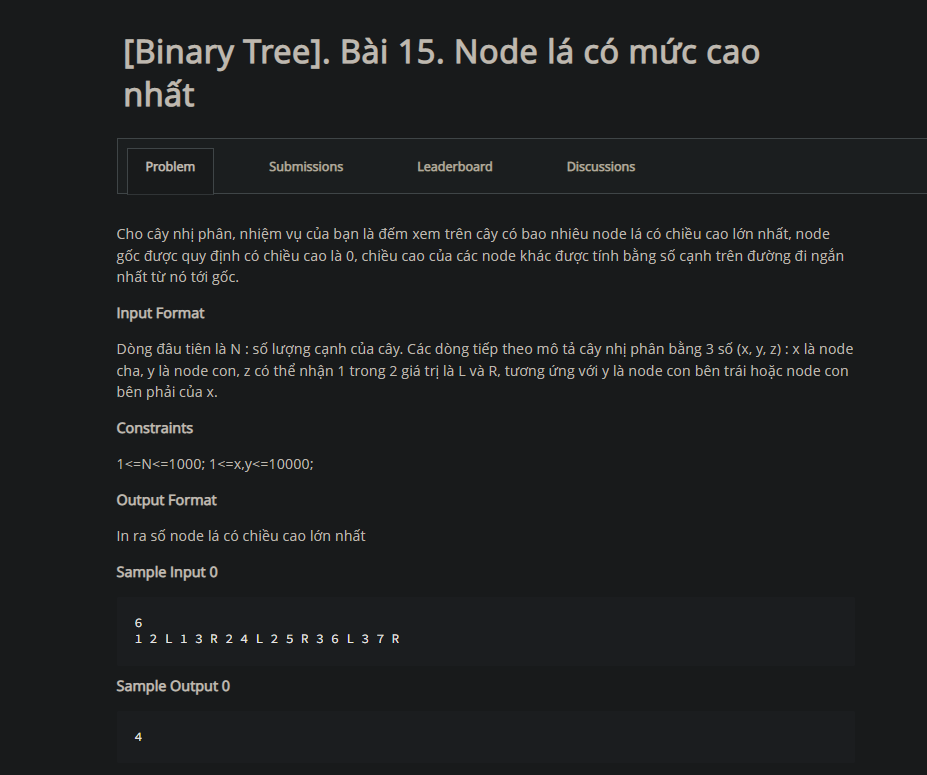 [Binary Tree]. Bài 15. Node lá có mức cao
nhất
Problem Submissions Leaderboard Discussions
Cho cây nhị phân, nhiệm vụ của bạn là đếm xem trên cây có bao nhiêu node lá có chiều cao lớn nhất, node
gốc được quy định có chiều cao là 0, chiều cao của các node khác được tính bằng số cạnh trên đường đi ngắn
nhất từ nó tới gốc.
Input Format
Dòng đâu tiên là N : số lượng cạnh của cây. Các dòng tiếp theo mô tả cây nhị phân bằng 3 số (x, y, z) : x là node
cha, y là node con, z có thể nhận 1 trong 2 giá trị là L và R, tương ứng với y là node con bên trái hoặc node con
bên phải của x.
Constraints
1<=N<=1000; 1<=x,y<=10000;
Output Format
In ra số node lá có chiều cao lớn nhất
Sample Input 0
6
1 2 L 1 3 R 2 4 L 2 5 R 3 6 L 3 7 R
Sample Output 0
4